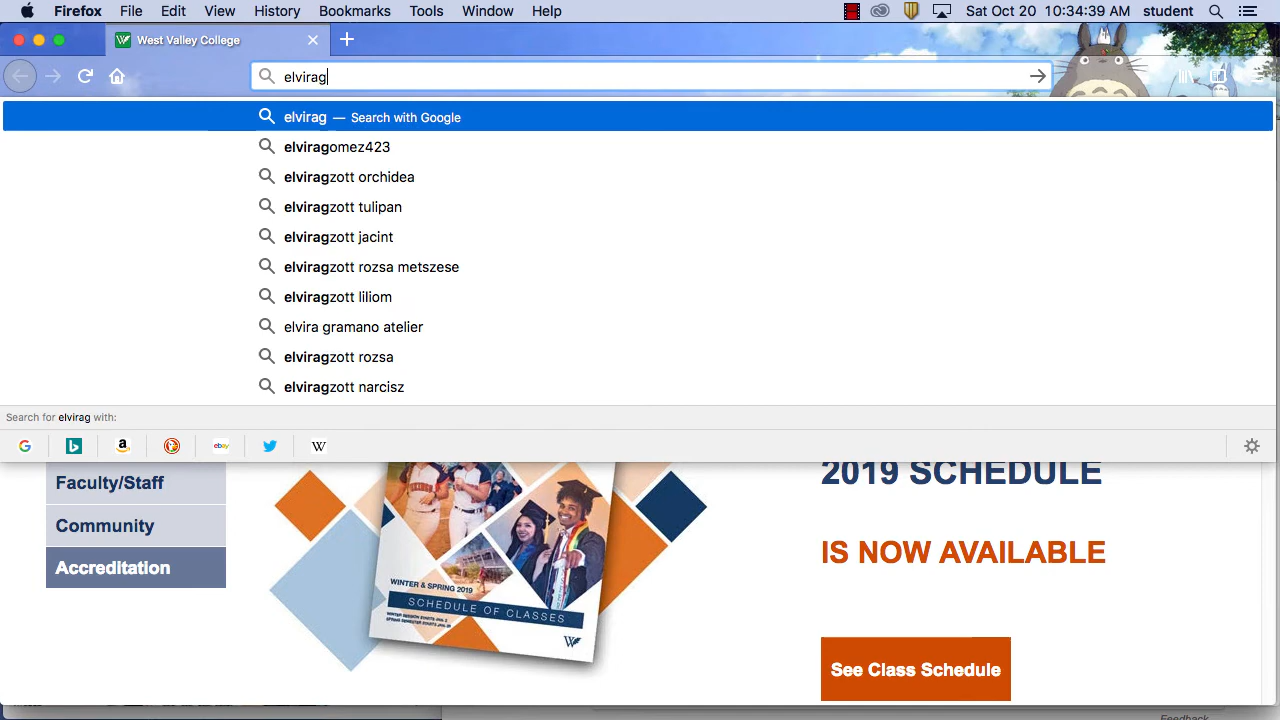 Firefox File Edit View History Bookmarks Tools Window Help Sat Oct 20 10:34:39 AM student
West Valley College
elvirag
elvirag — Search with Google
elviragomez423
elviragzott orchidea
elviragzott tulipan
elviragzott jacint
elviragzott rozsa metszese
elviragzott liliom
elvira gramano atelier
elviragzott rozsa
elviragzott narcisz
Search for elvirag with:
ebay
Faculty/Staff
Community
Accreditation
WINTER & SPRING 2019
SCHEDULE OF CLASSES
2019 SCHEDULE
IS NOW AVAILABLE
See Class Schedule
Feedback